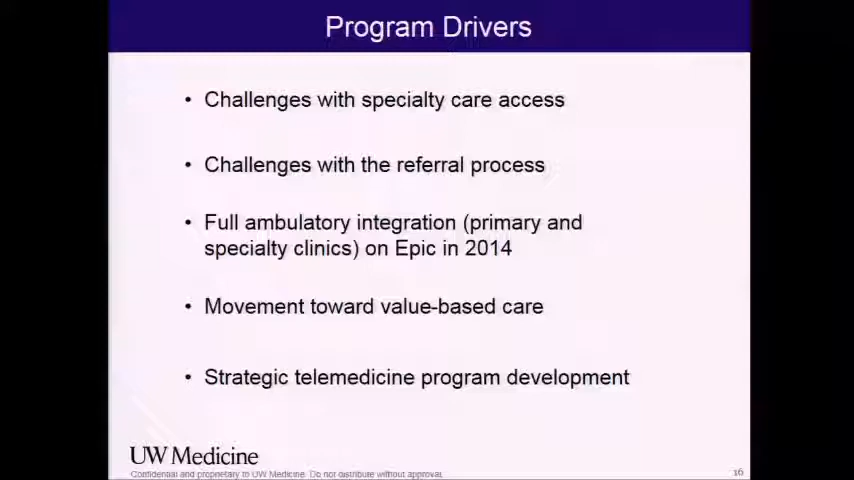 Program Drivers
• Challenges with specialty care access
• Challenges with the referral process
• Full ambulatory integration (primary and
specialty clinics) on Epic in 2014
• Movement toward value-based care
• Strategic telemedicine program development
UW Medicine
Confidential and proprietary to UW Medicine. Do not distribute without approval.
16